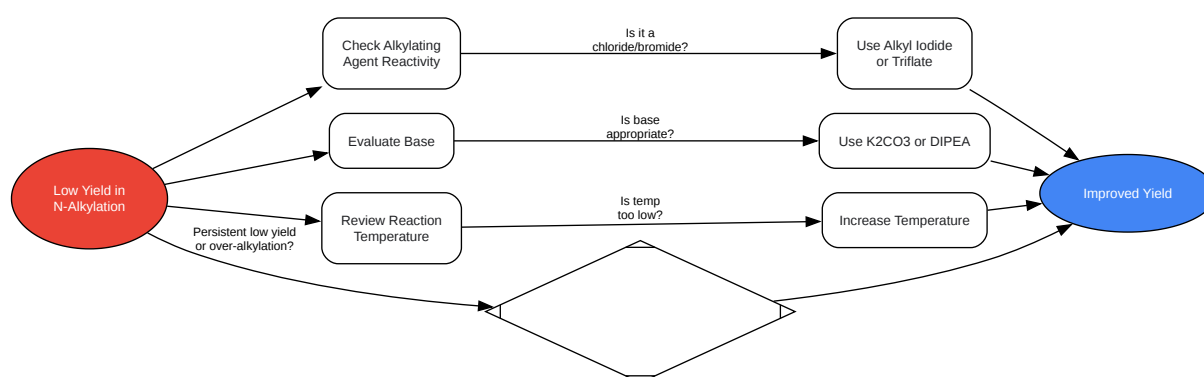 Check Alkylating
Agent Reactivity
Is it a
chloride/bromide?
Use Alkyl Iodide
or Triflate
Evaluate Base
Is base
appropriate?
Use K2CO3 or DIPEA
Low Yield in
N-Alkylation
Improved Yield
Review Reaction
Temperature
Is temp
too low?
Increase Temperature
Persistent low yield
or over-alkylation?